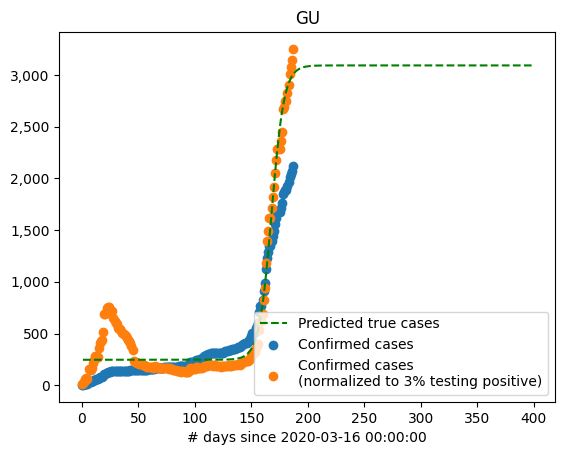 GU
3,000
2,500
2,000
1,500
1,000
500
0
Predicted true cases
Confirmed cases
Confirmed cases
(normalized to 3% testing positive)
0 50 100 150 200 250 300 350 400
# days since 2020-03-16 00:00:00